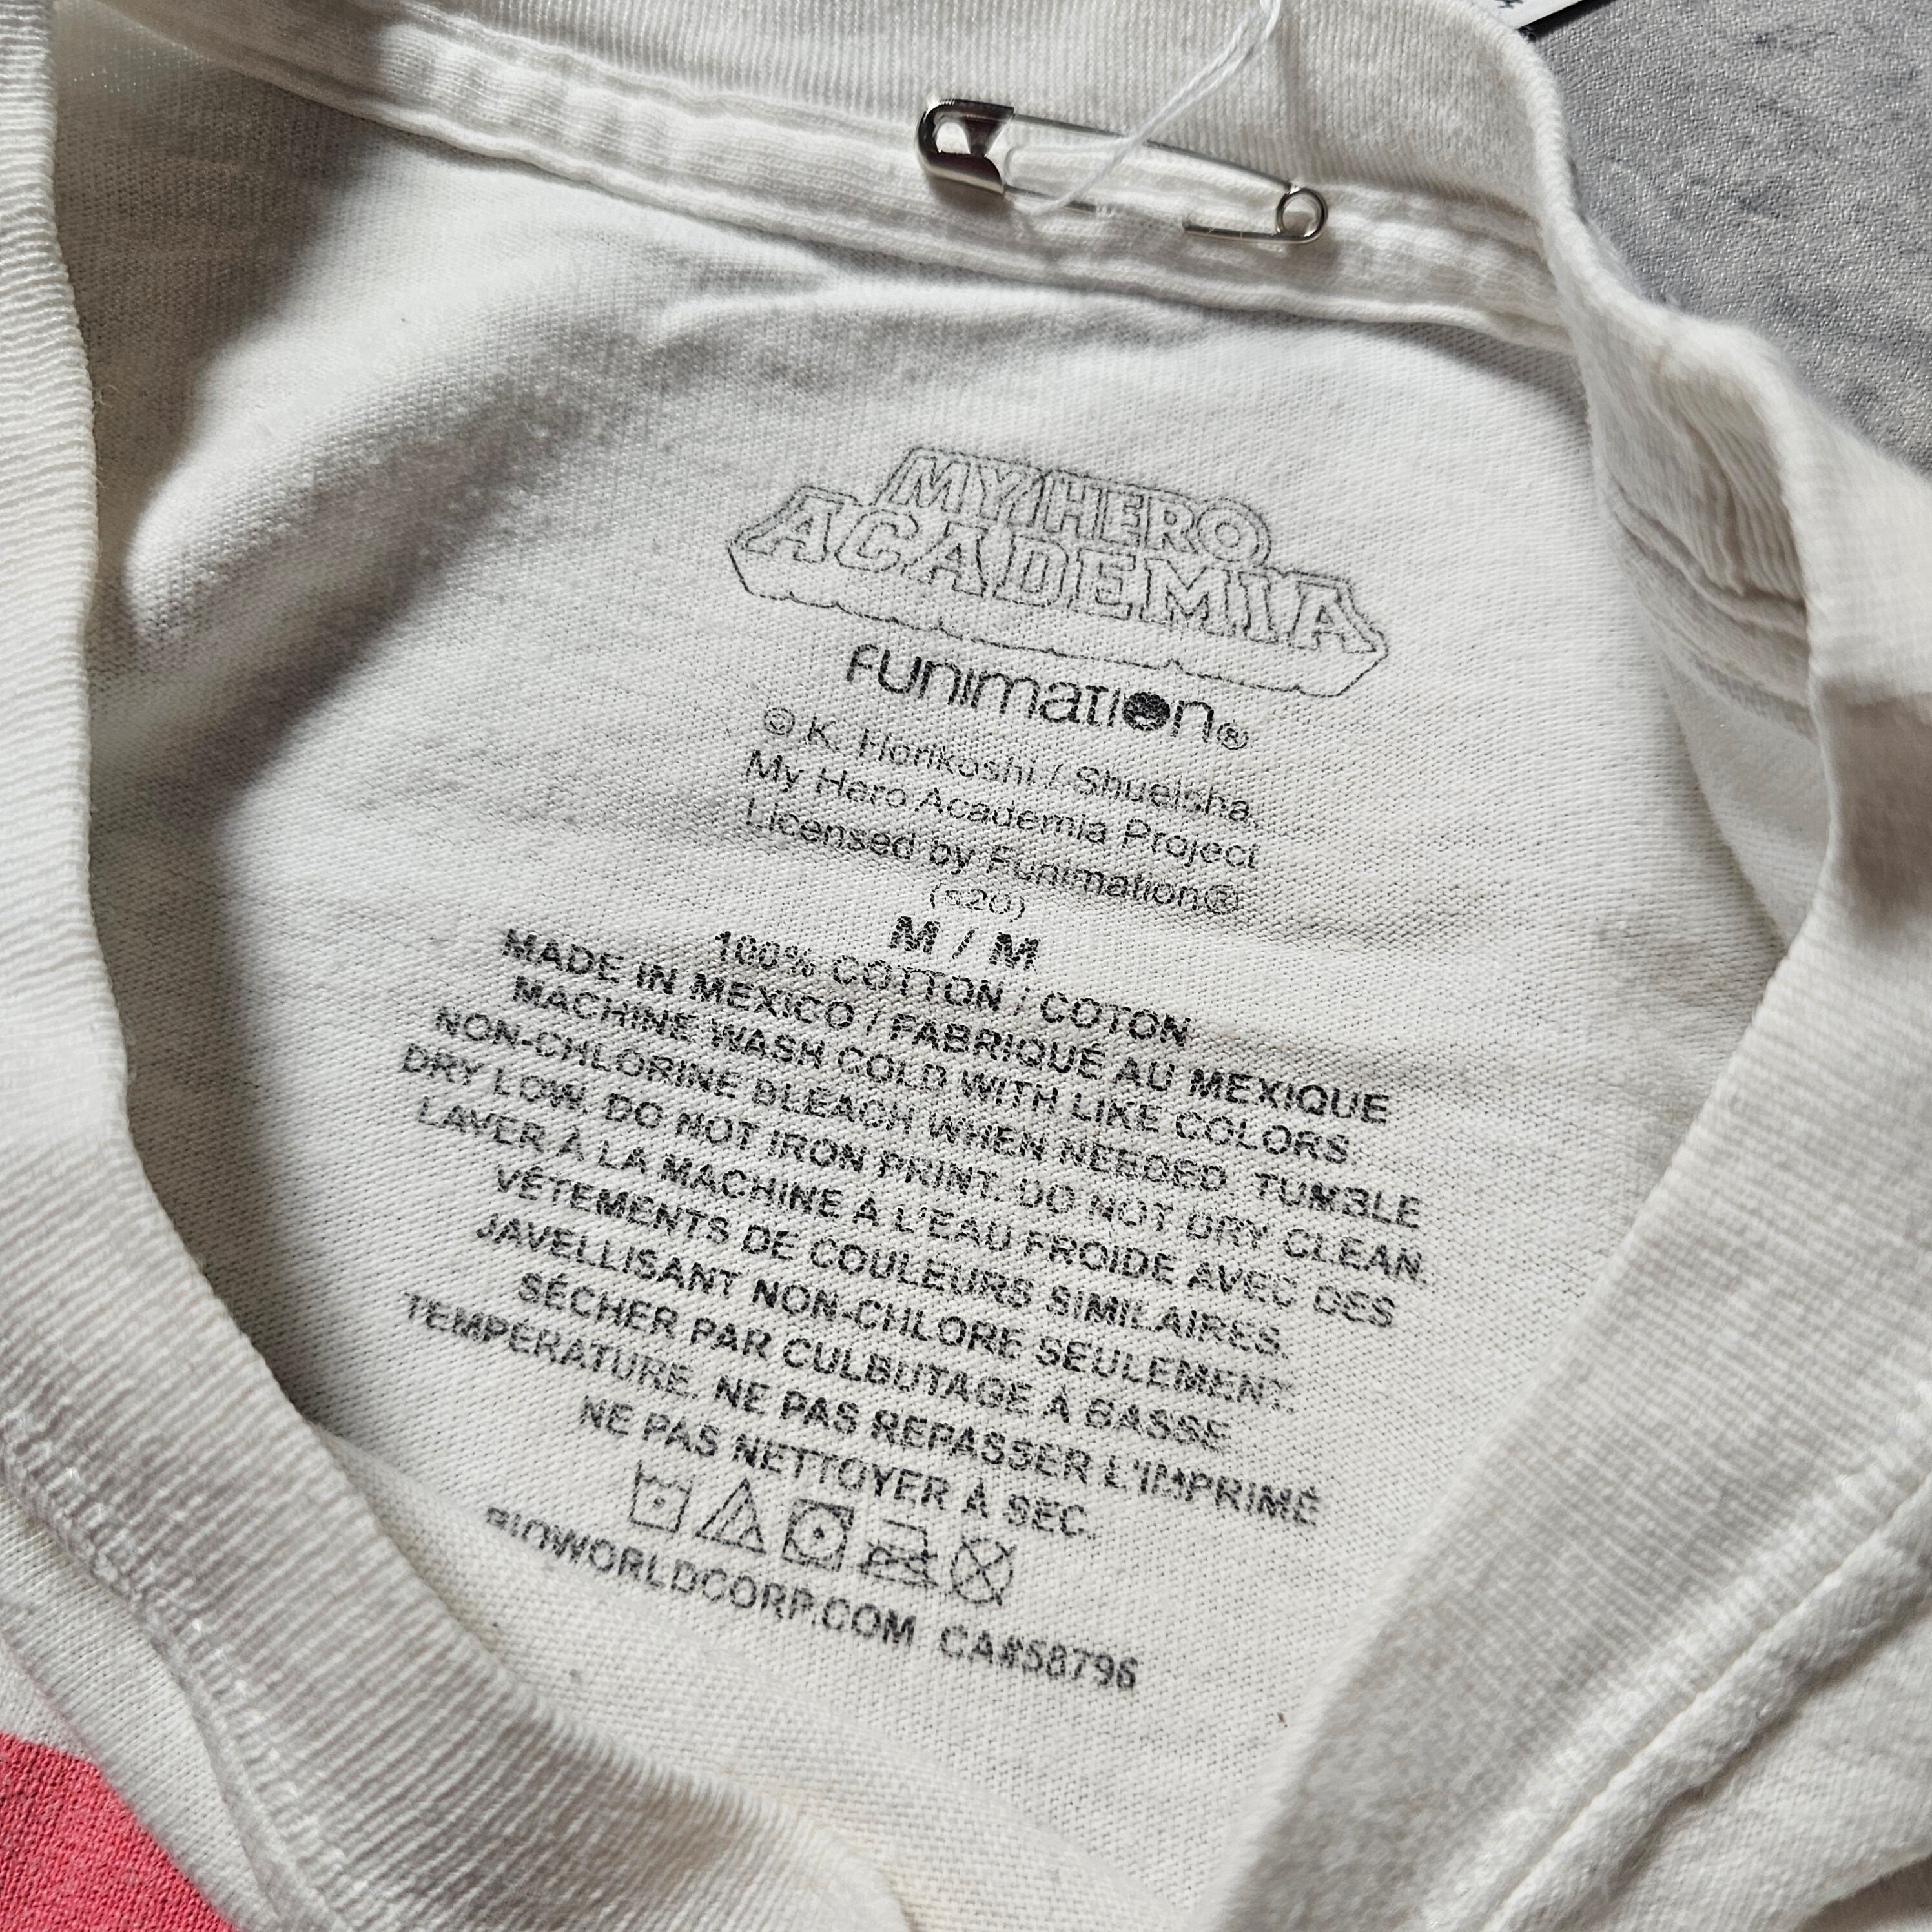 MY HERO
ACADEMIA
FUNIMATION®
© K. Horikoshi / Shueisha,
My Hero Academia Project.
Licensed by Funimation®
(s20)
M / M
100% COTTON / COTON
MADE IN MEXICO / FABRIQUÉ AU MEXIQUE
MACHINE WASH COLD WITH LIKE COLORS.
NON-CHLORINE BLEACH WHEN NEEDED. TUMBLE
DRY LOW. DO NOT IRON PRINT. DO NOT DRY CLEAN.
LAVER À LA MACHINE À L'EAU FROIDE AVEC DES
VÊTEMENTS DE COULEURS SIMILAIRES.
JAVELLISANT NON-CHLORE SEULEMENT.
SÉCHER PAR CULBUTAGE À BASSE
TEMPÉRATURE. NE PAS REPASSER L'IMPRIMÉ
NE PAS NETTOYER À SEC.
BIOWORLDCORP.COM CA#58796